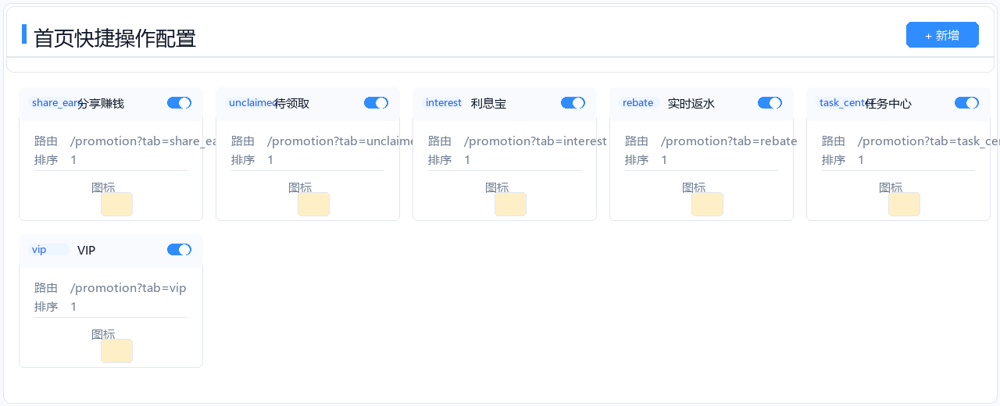 首页快捷操作配置
+ 新增
share_earn 分享赚钱
路由 /promotion?tab=share_ea
排序 1
图标
unclaimed 待领取
路由 /promotion?tab=unclaime
排序 1
图标
interest 利息宝
路由 /promotion?tab=interest
排序 1
图标
rebate 实时返水
路由 /promotion?tab=rebate
排序 1
图标
task_center 任务中心
路由 /promotion?tab=task_cen
排序 1
图标
vip VIP
路由 /promotion?tab=vip
排序 1
图标